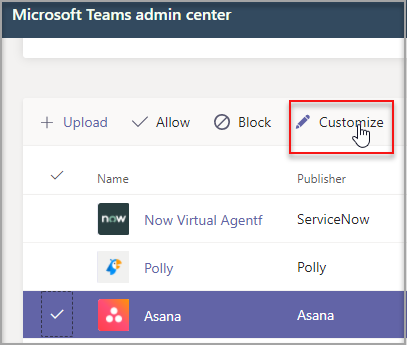 Microsoft Teams admin center
Upload Allow Block Customize
Name Publisher
now Now Virtual Agentf ServiceNow
Polly Polly
Asana Asana